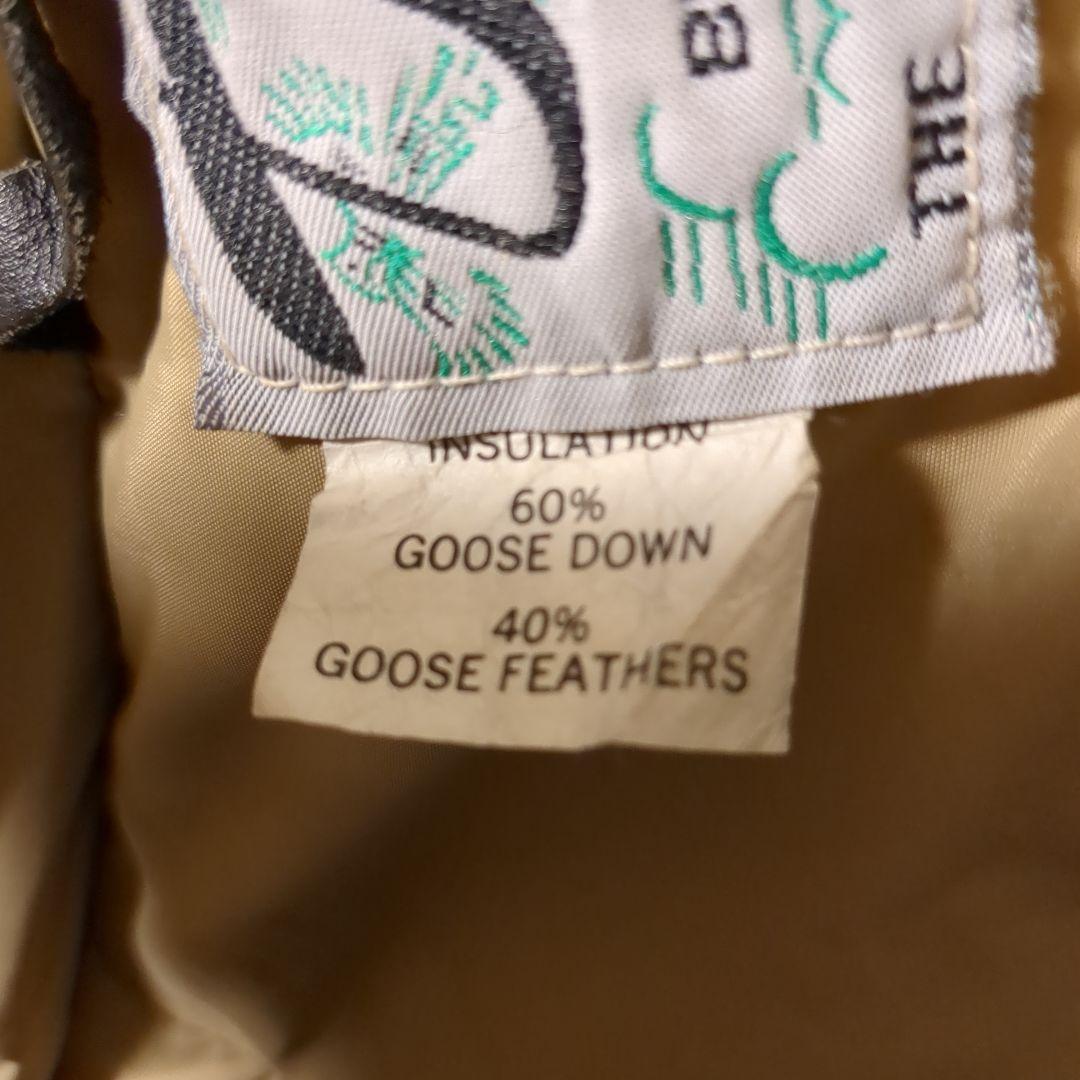 B
THE
INSULATION
60%
GOOSE DOWN
40%
GOOSE FEATHERS